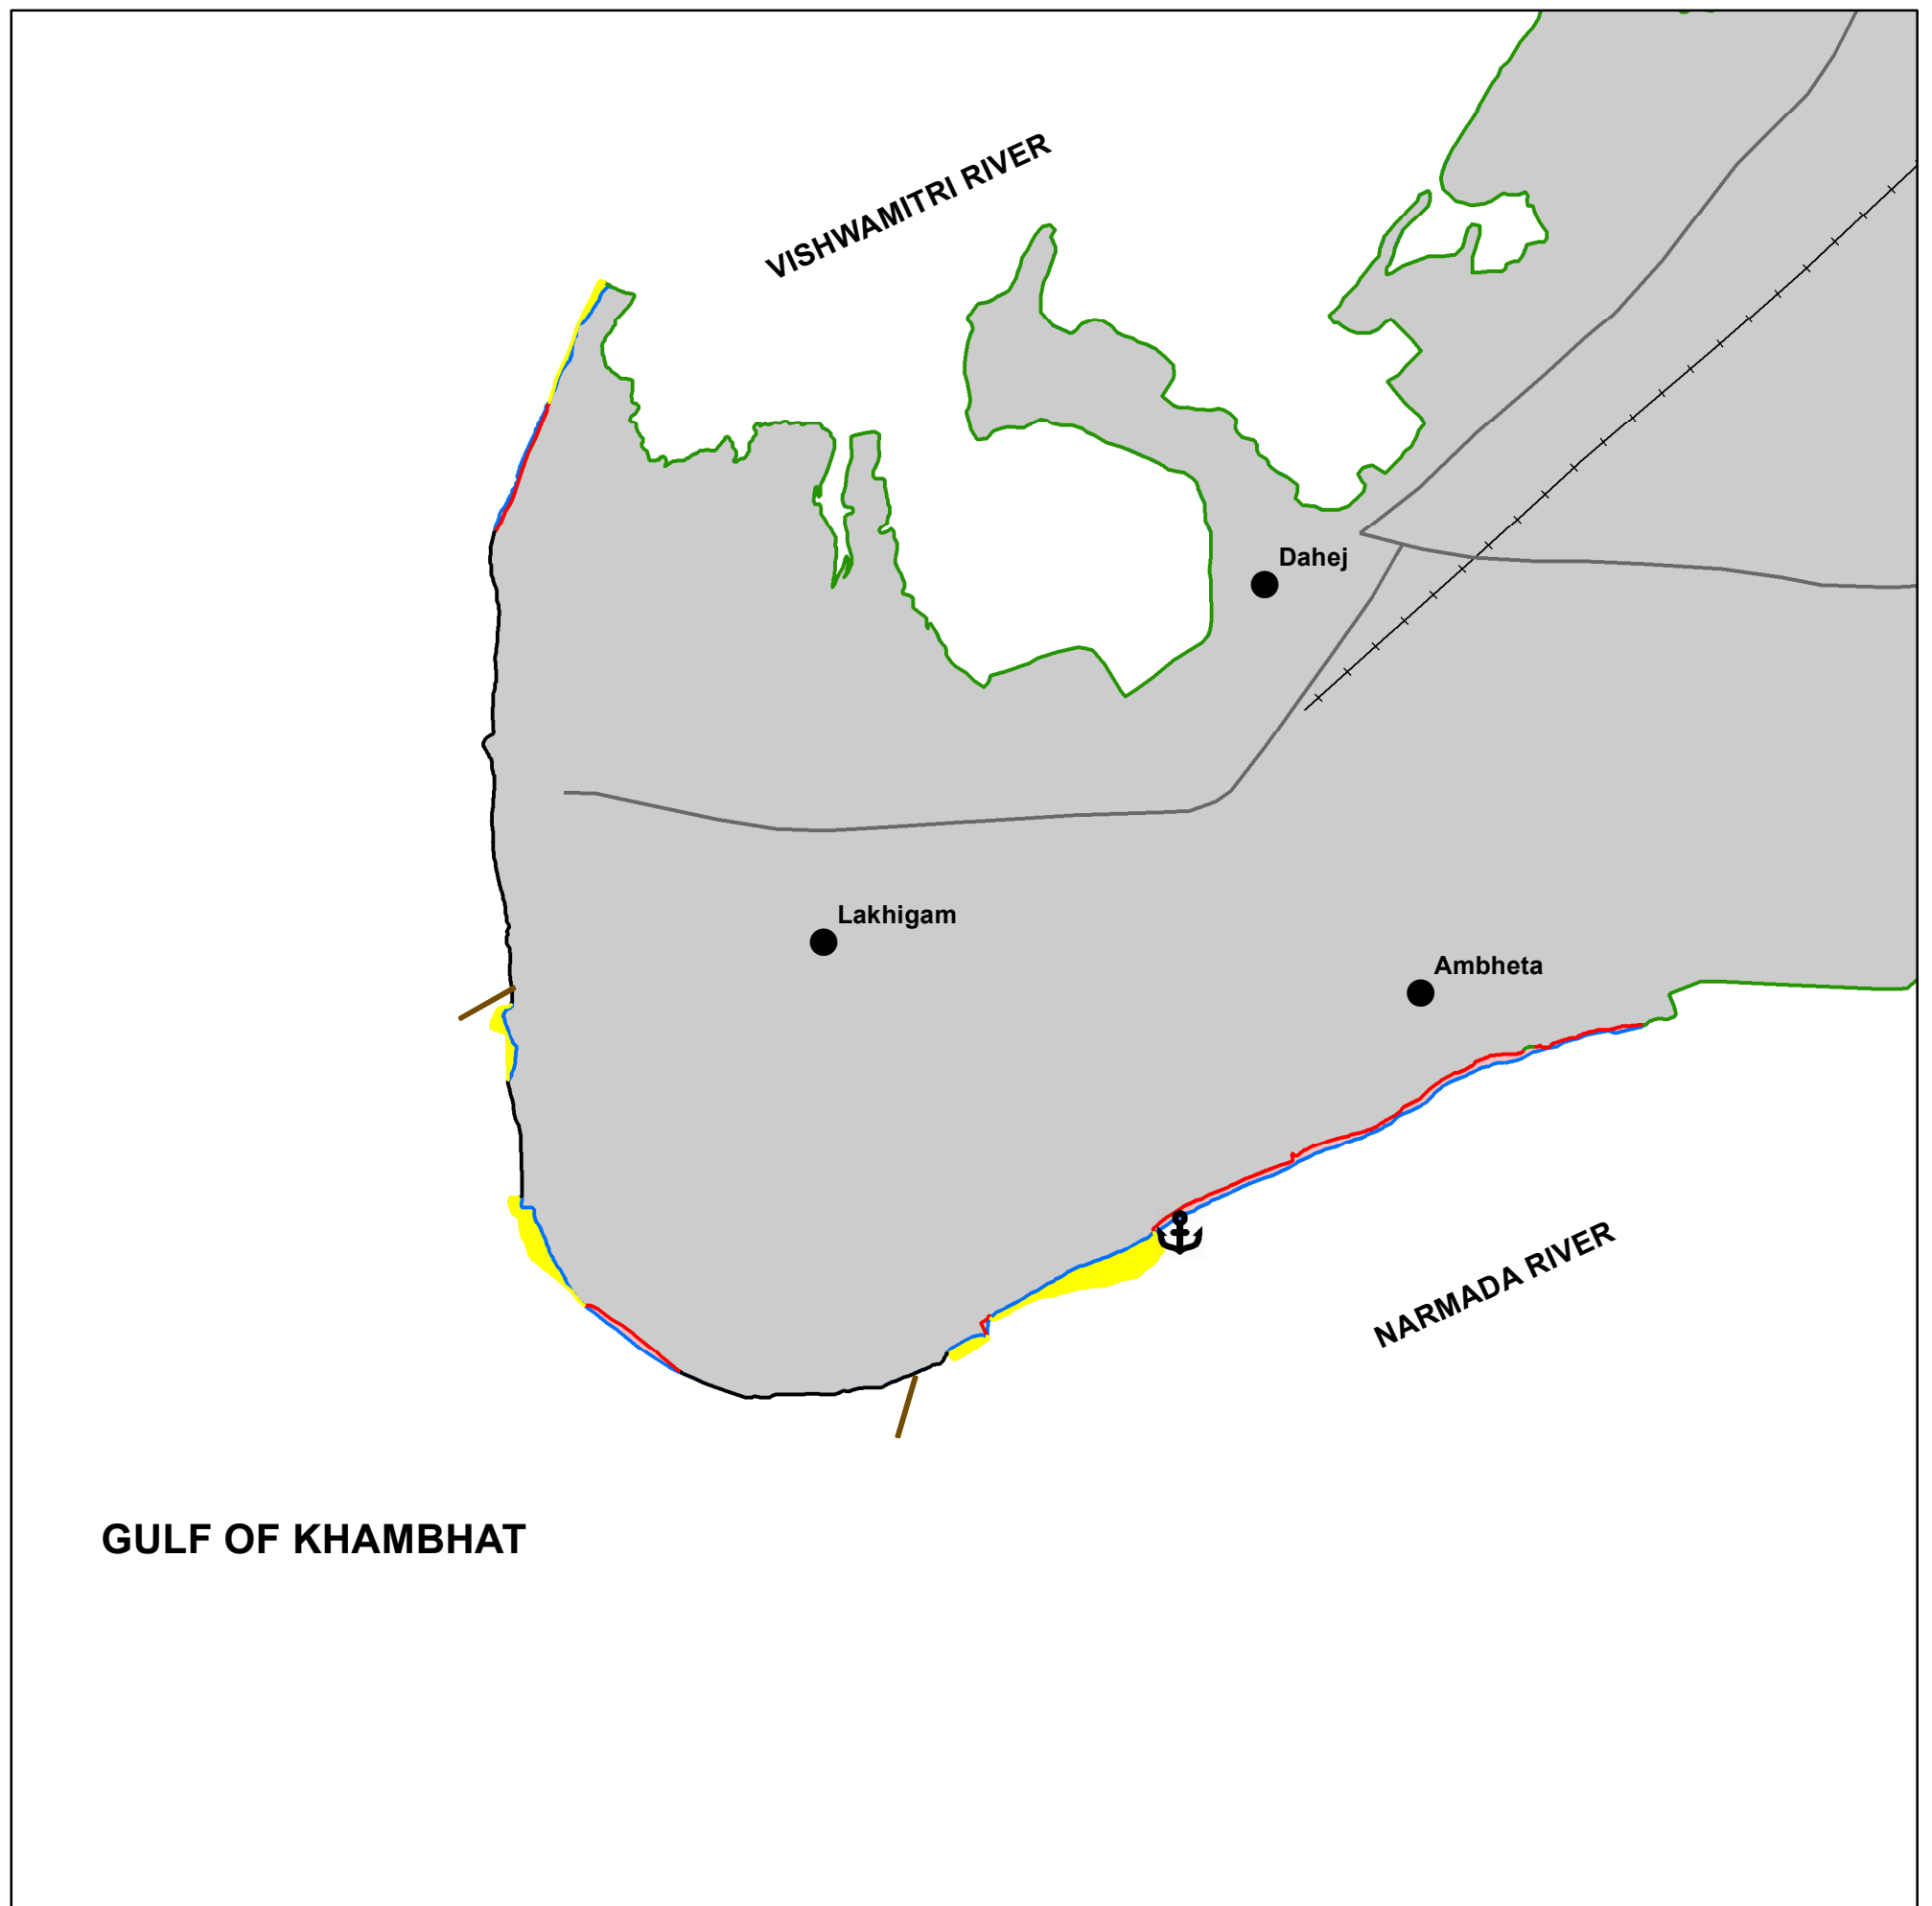 VISHWAMITRI RIVER
Dahej
Lakhigam
Ambheta
NARMADA RIVER
GULF OF KHAMBHAT